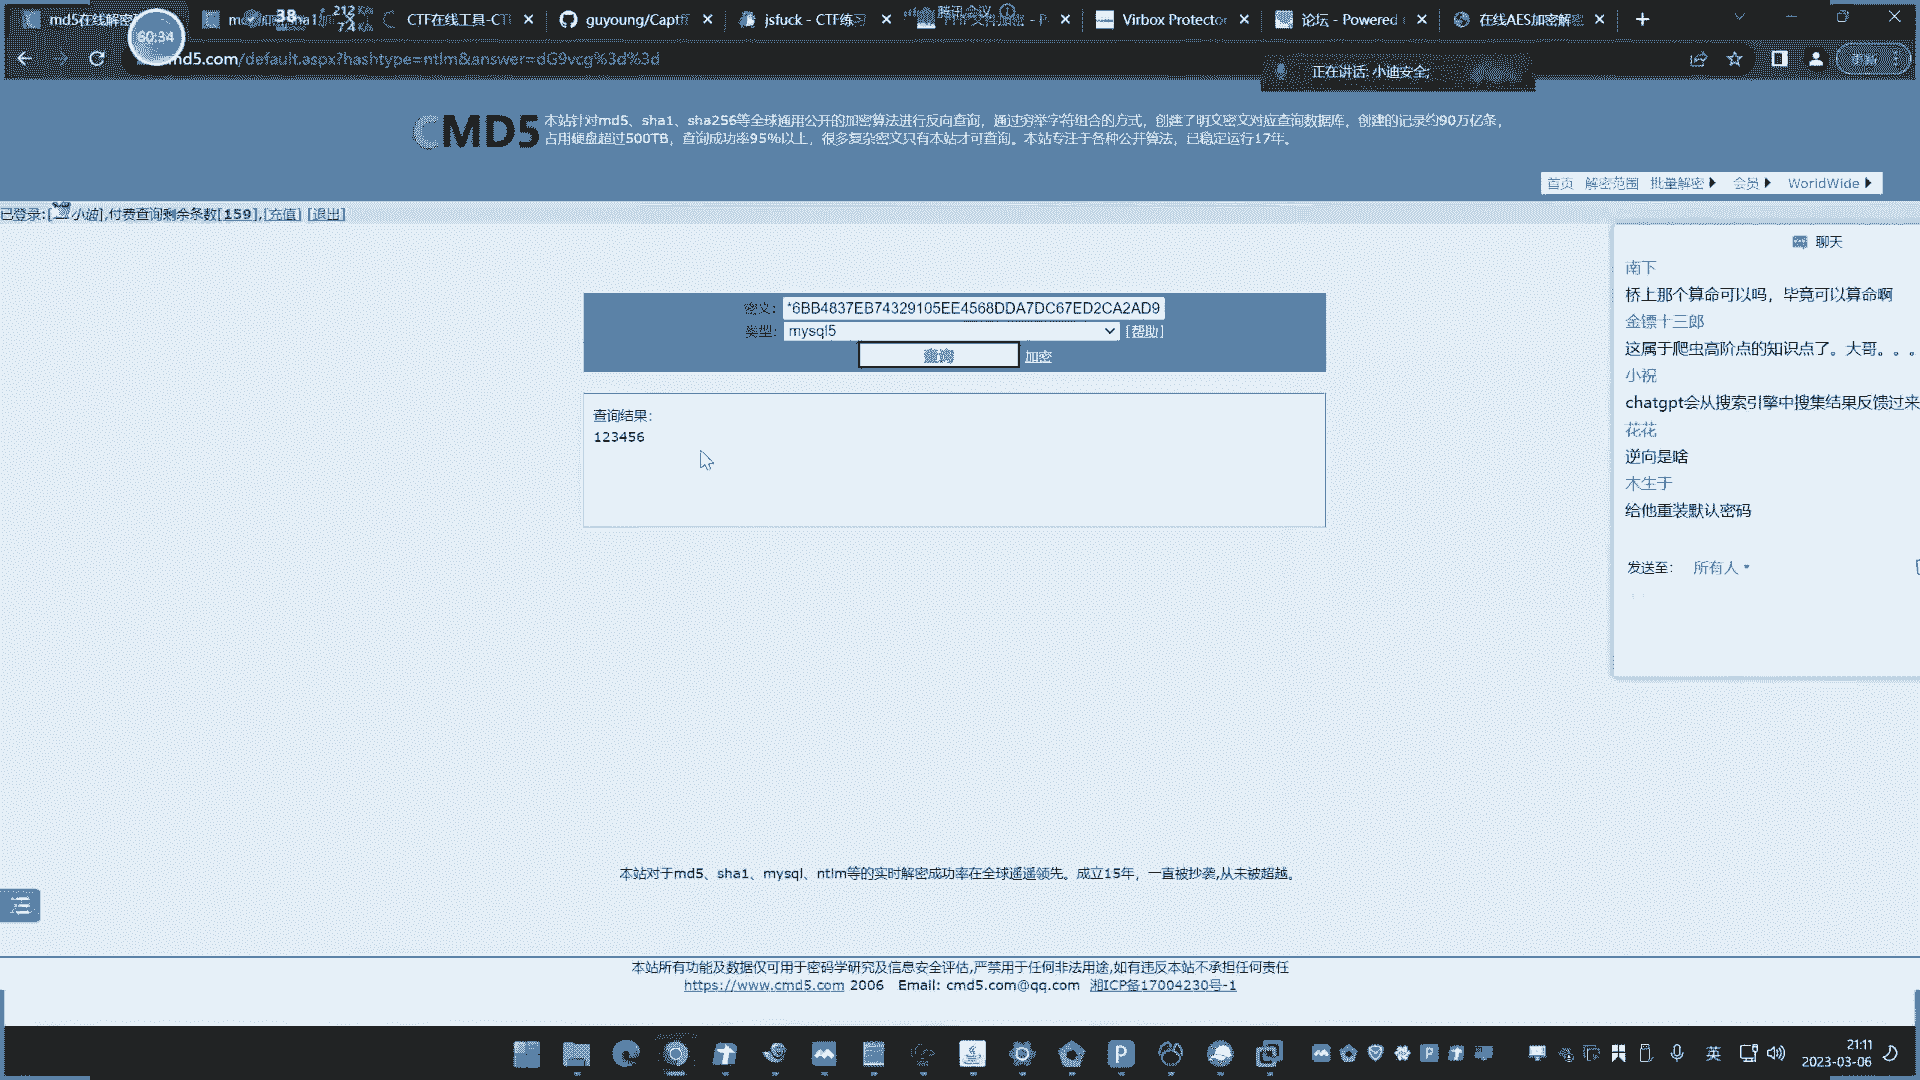 md5在线解密
CTF在线工具-CT
guyoung/Captf
jsfuck - CTF练习
Virbox Protector
论坛 - Powered
在线AES加密解密
60:34
38
212
7.4
腾讯会议
md5.com/default.aspx?hashtype=ntlm&answer=dG9vcg%3d%3d
正在讲话: 小迪安全;
CMD5
本站针对md5、sha1、sha256等全球通用公开的加密算法进行反向查询，通过穷举字符组合的方式，创建了明文密文对应查询数据库，创建的记录约90万亿条，
占用硬盘超过500TB，查询成功率95%以上，很多复杂密文只有本站才可查询。本站专注于各种公开算法，已稳定运行17年。
首页 解密范围 批量解密 会员 WorldWide
已登录:[小迪],付费查询剩余条数[159],[充值] [退出]
密文: *6BB4837EB74329105EE4568DDA7DC67ED2CA2AD9
类型: mysql5 [帮助]
查询 加密
查询结果:
123456
聊天
南下
桥上那个算命可以吗，毕竟可以算命啊
金镖十三郎
这属于爬虫高阶点的知识点了。大哥。。。
小祝
chatgpt会从搜索引擎中搜集结果反馈过来
花花
逆向是啥
木生于
给他重装默认密码
发送至: 所有人
本站对于md5、sha1、mysql、ntlm等的实时解密成功率在全球遥遥领先。成立15年，一直被抄袭,从未被超越。
本站所有功能及数据仅可用于密码学研究及信息安全评估,严禁用于任何非法用途,如有违反本站不承担任何责任
https://www.cmd5.com 2006 Email: cmd5.com@qq.com 湘ICP备17004230号-1
英
21:11
2023-03-06